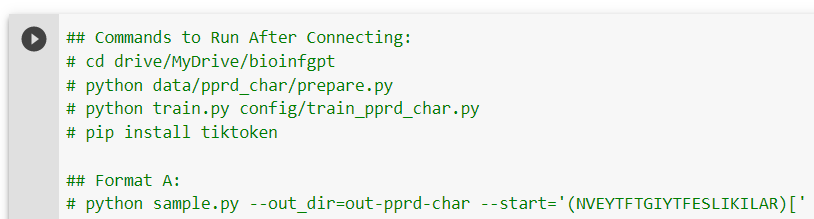 ## Commands to Run After Connecting:
# cd drive/MyDrive/bioinfgpt
# python data/pprd_char/prepare.py
# python train.py config/train_pprd_char.py
# pip install tiktoken
## Format A:
# python sample.py --out_dir=out-pprd-char --start='(NVEYTFTGIYTFESLIKILAR)['